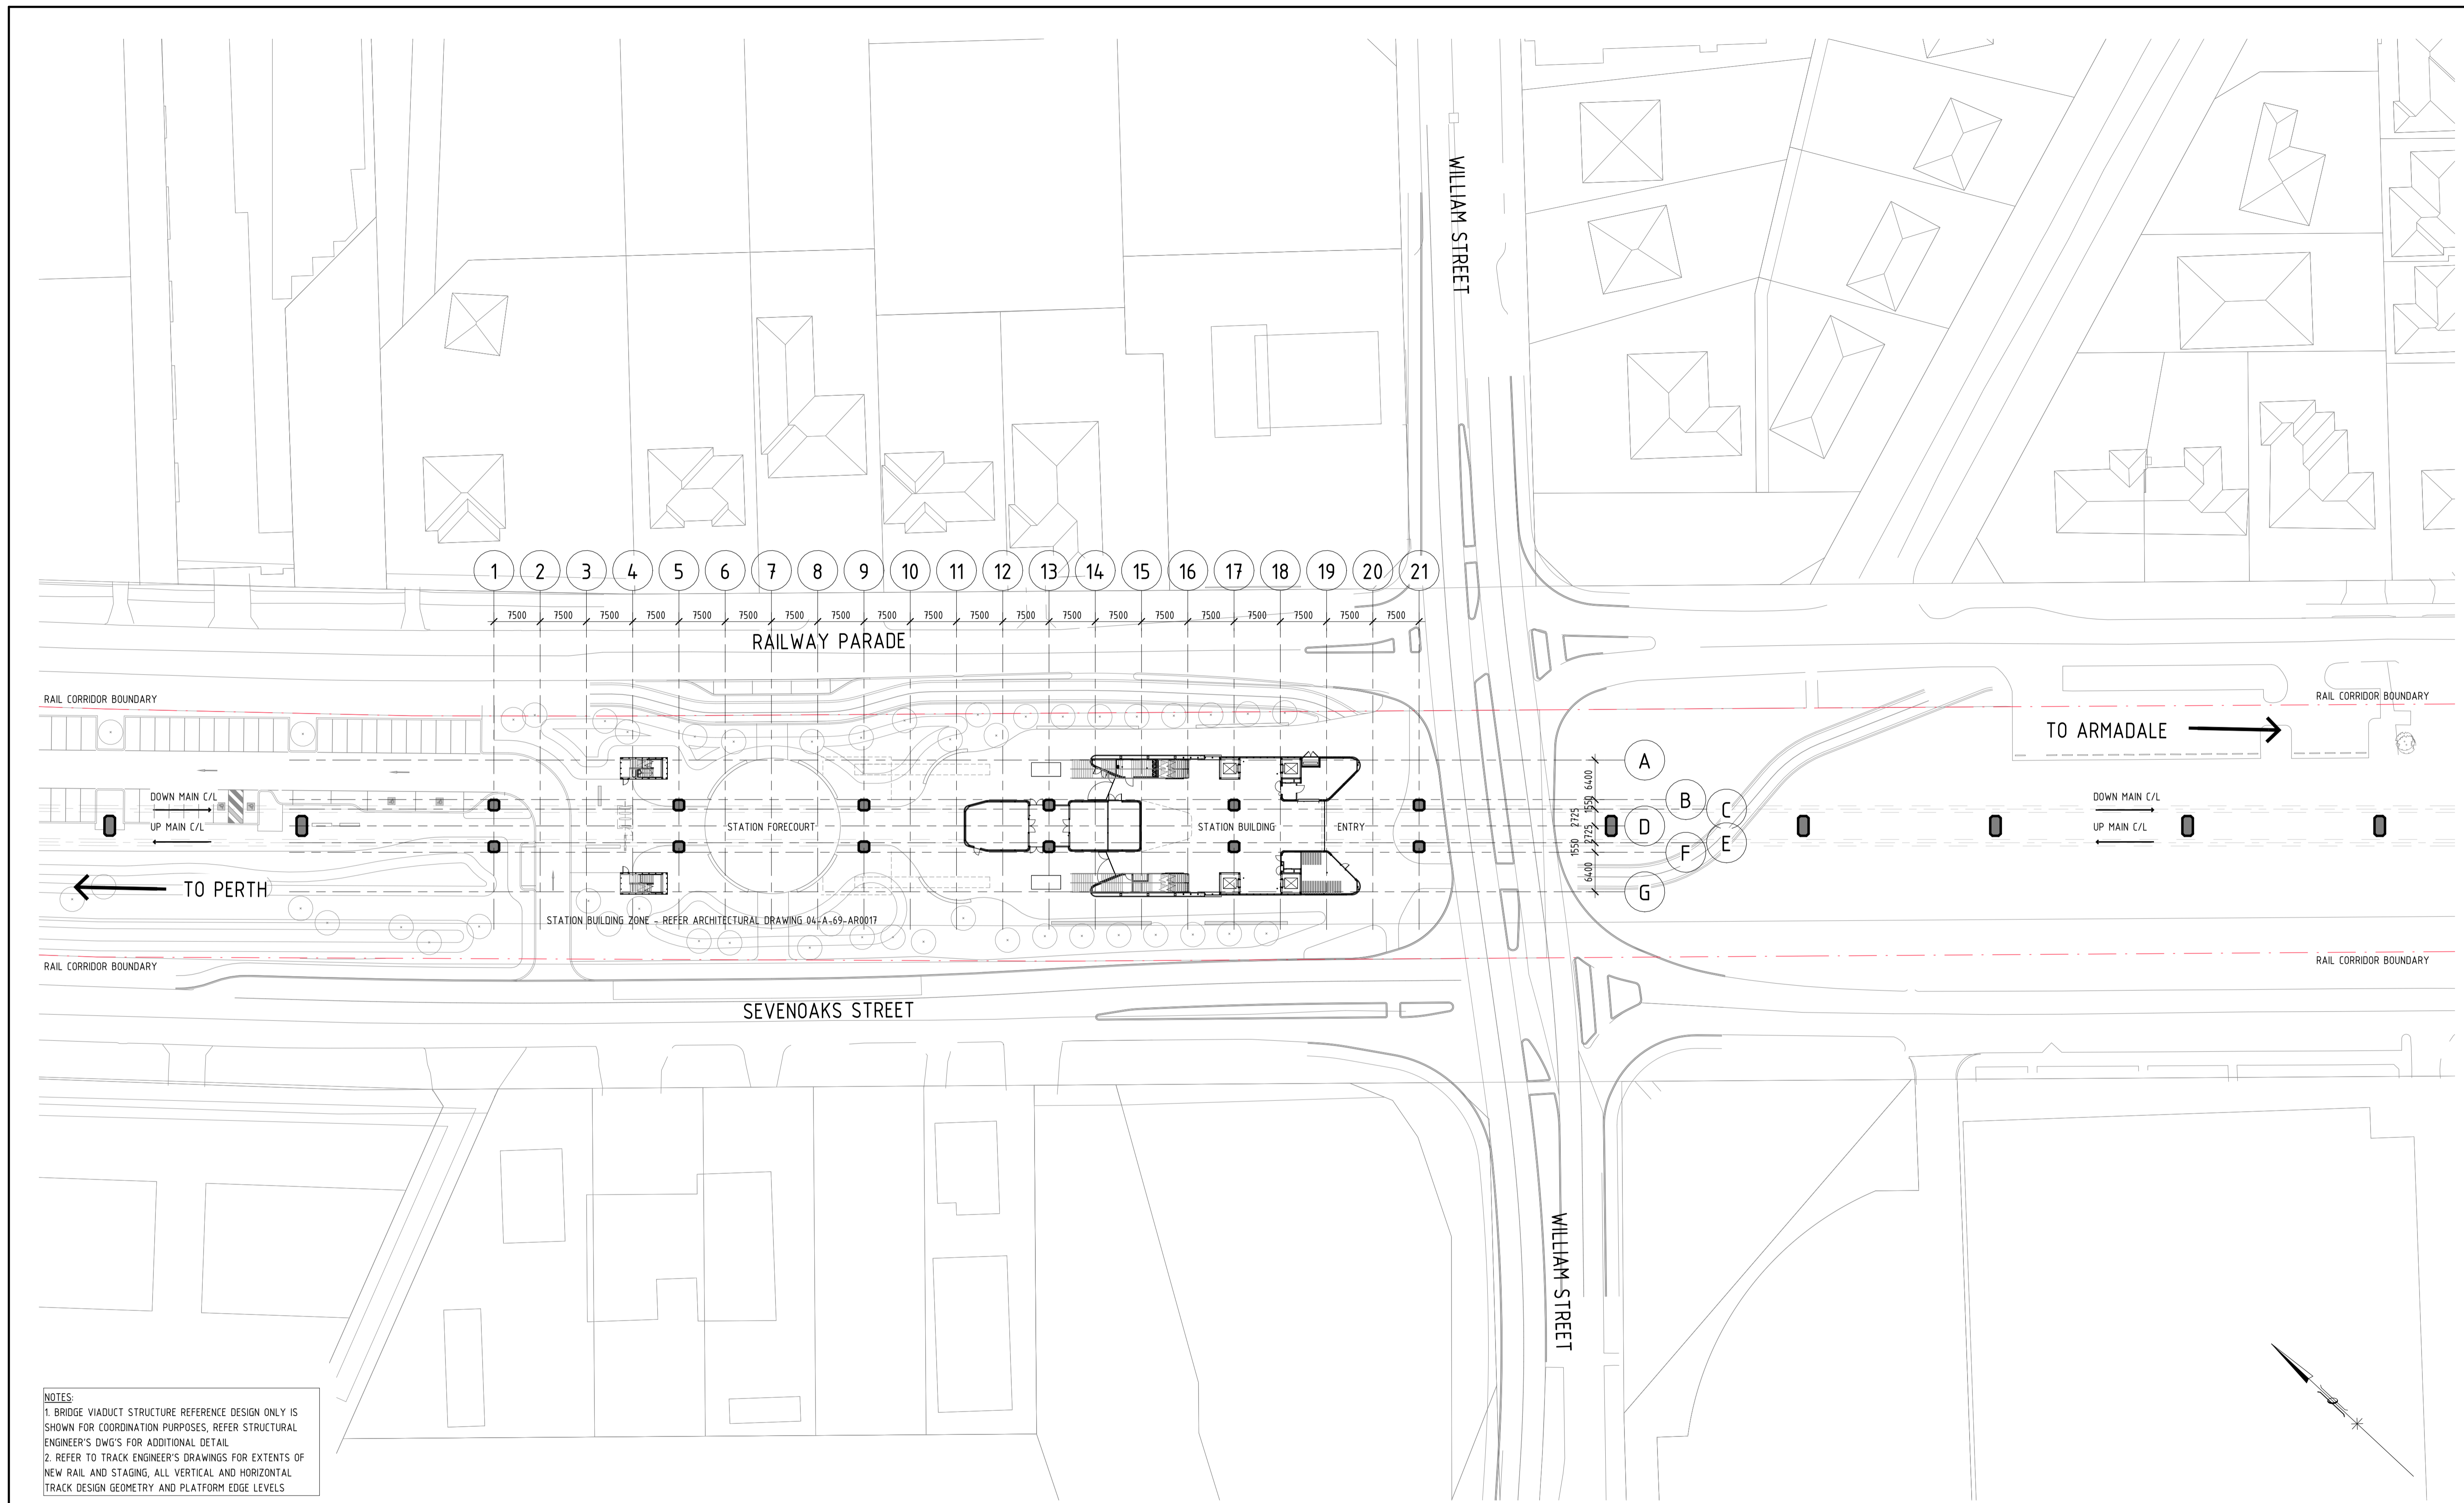 WILLIAM STREET
1 2 3 4 5 6 7 8 9 10 11 12 13 14 15 16 17 18 19 20 21
7500 7500 7500 7500 7500 7500 7500 7500 7500 7500 7500 7500 7500 7500 7500 7500 7500 7500 7500 7500
RAILWAY PARADE
RAIL CORRIDOR BOUNDARY
RAIL CORRIDOR BOUNDARY
TO ARMADALE
A
B
C
D
E
F
G
6400
1550
2725
2725
1550
6400
DOWN MAIN C/L
UP MAIN C/L
STATION FORECOURT
STATION BUILDING
ENTRY
DOWN MAIN C/L
UP MAIN C/L
TO PERTH
STATION BUILDING ZONE - REFER ARCHITECTURAL DRAWING 04-A-69-AR0017
RAIL CORRIDOR BOUNDARY
RAIL CORRIDOR BOUNDARY
SEVENOAKS STREET
WILLIAM STREET
NOTES:
1. BRIDGE VIADUCT STRUCTURE REFERENCE DESIGN ONLY IS
SHOWN FOR COORDINATION PURPOSES, REFER STRUCTURAL
ENGINEER'S DWG'S FOR ADDITIONAL DETAIL
2. REFER TO TRACK ENGINEER'S DRAWINGS FOR EXTENTS OF
NEW RAIL AND STAGING, ALL VERTICAL AND HORIZONTAL
TRACK DESIGN GEOMETRY AND PLATFORM EDGE LEVELS